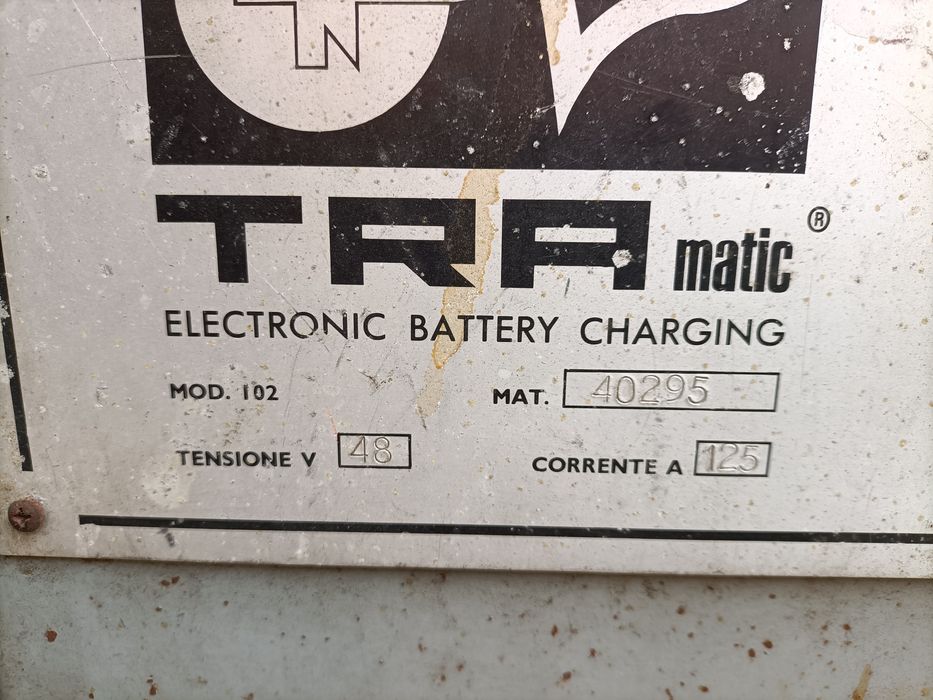 N
TRA matic ®
ELECTRONIC BATTERY CHARGING
MOD. 102 MAT. 40295
TENSIONE V 48 CORRENTE A 125